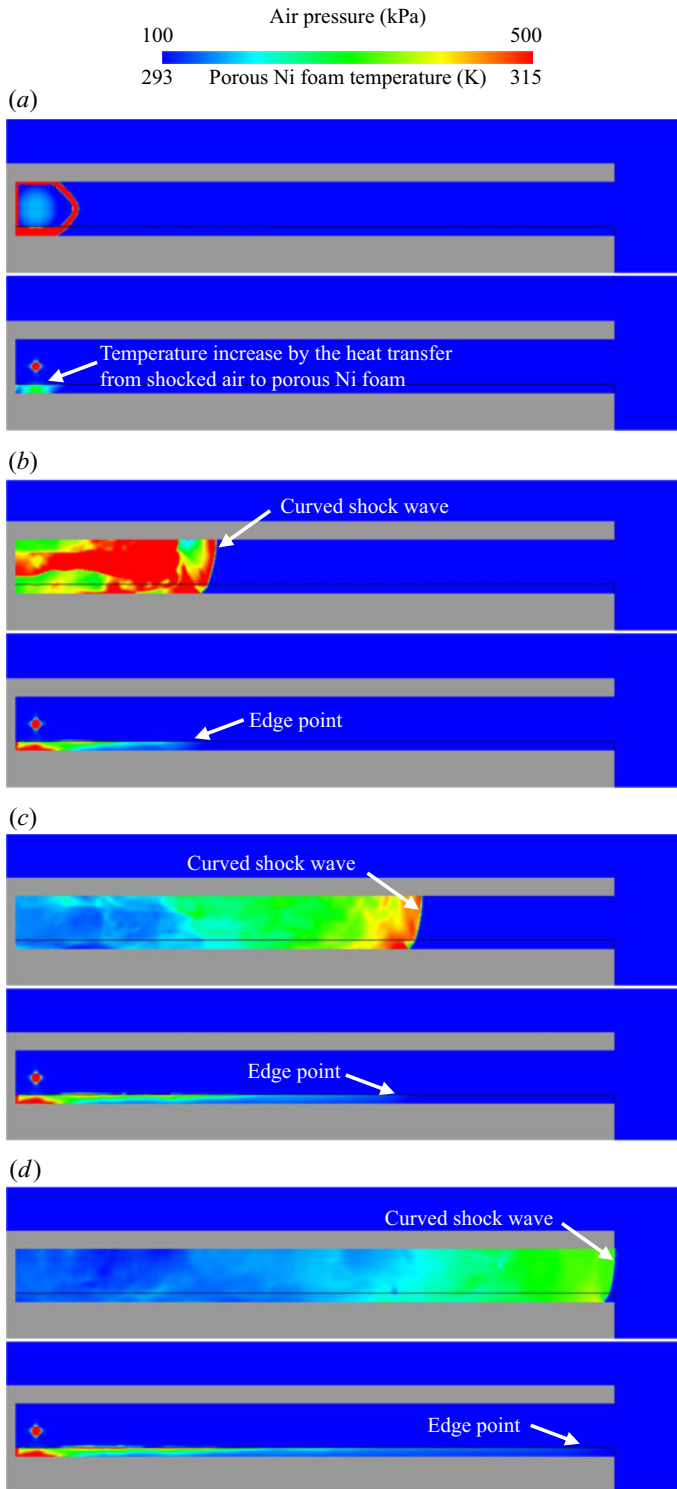 Air pressure (kPa)
100 500
293 Porous Ni foam temperature (K) 315
(a)
Temperature increase by the heat transfer
from shocked air to porous Ni foam
(b)
Curved shock wave
Edge point
(c)
Curved shock wave
Edge point
(d)
Curved shock wave
Edge point